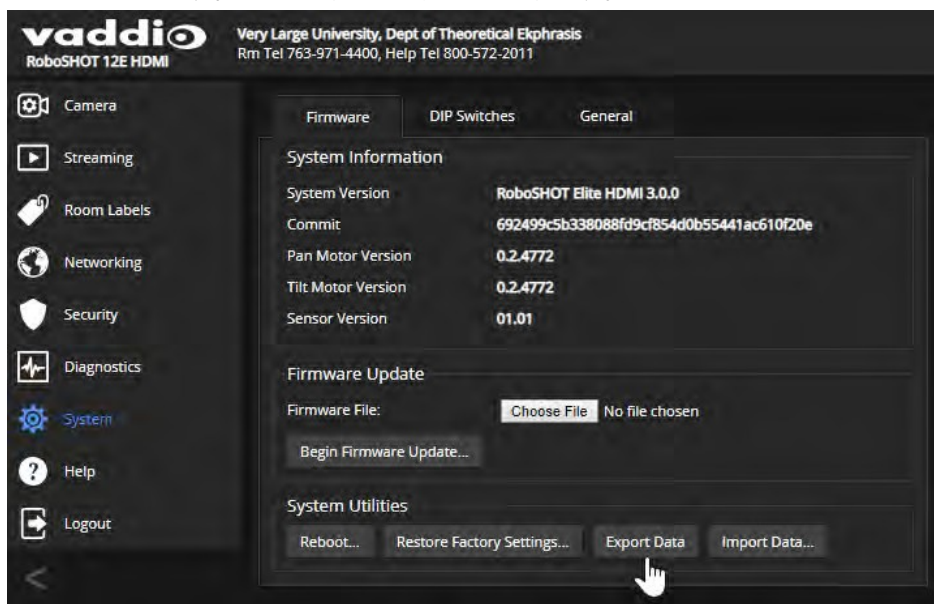 vaddio
RoboSHOT 12E HDMI
Very Large University, Dept of Theoretical Ekphrasis
Rm Tel 763-971-4400, Help Tel 800-572-2011
Camera
Streaming
Room Labels
Networking
Security
Diagnostics
System
Help
Logout
<
Firmware DIP Switches General
System Information
System Version RoboSHOT Elite HDMI 3.0.0
Commit 692499c5b338088fd9cf854d0b55441ac610f20e
Pan Motor Version 0.2.4772
Tilt Motor Version 0.2.4772
Sensor Version 01.01
Firmware Update
Firmware File: Choose File No file chosen
Begin Firmware Update...
System Utilities
Reboot... Restore Factory Settings... Export Data Import Data...